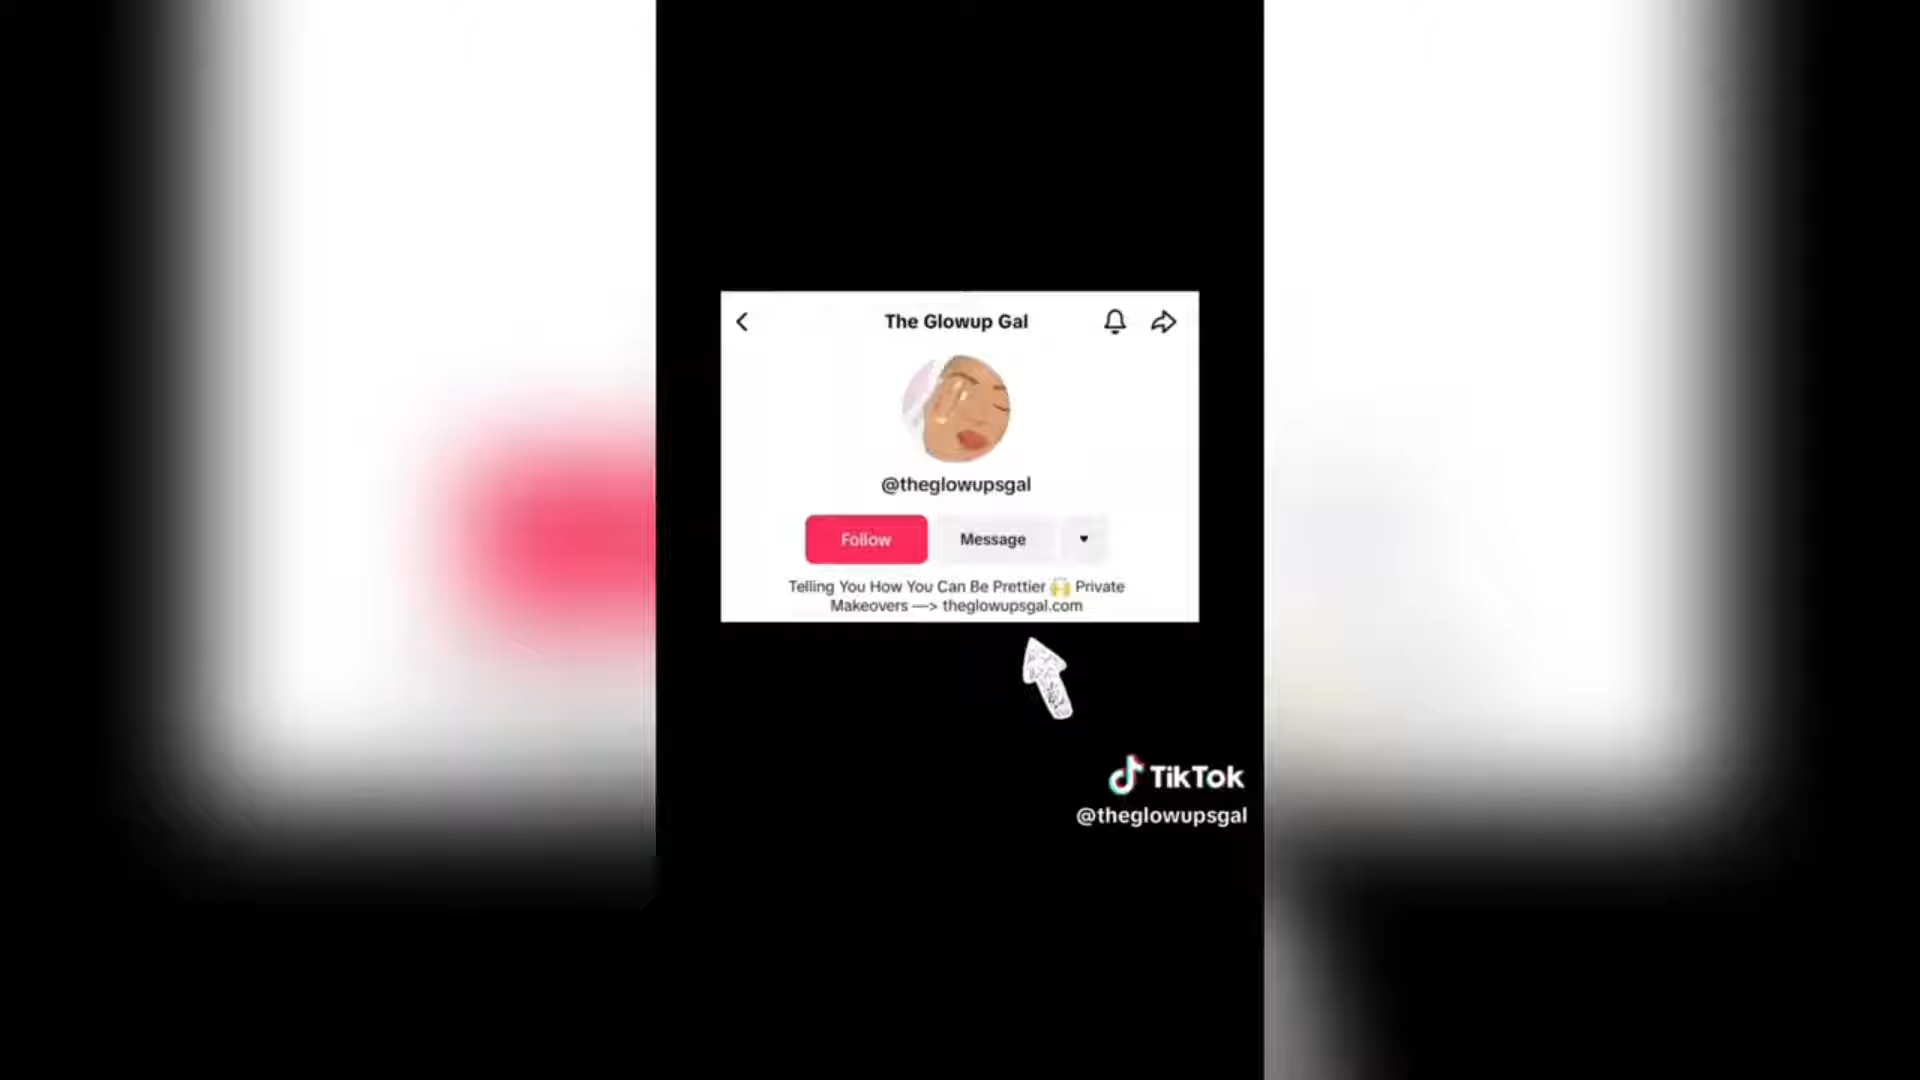 The Glowup Gal
@theglowupsgal
Follow
Message
Telling You How You Can Be Prettier 🙌 Private
Makeovers —> theglowupsgal.com
TikTok
@theglowupsgal